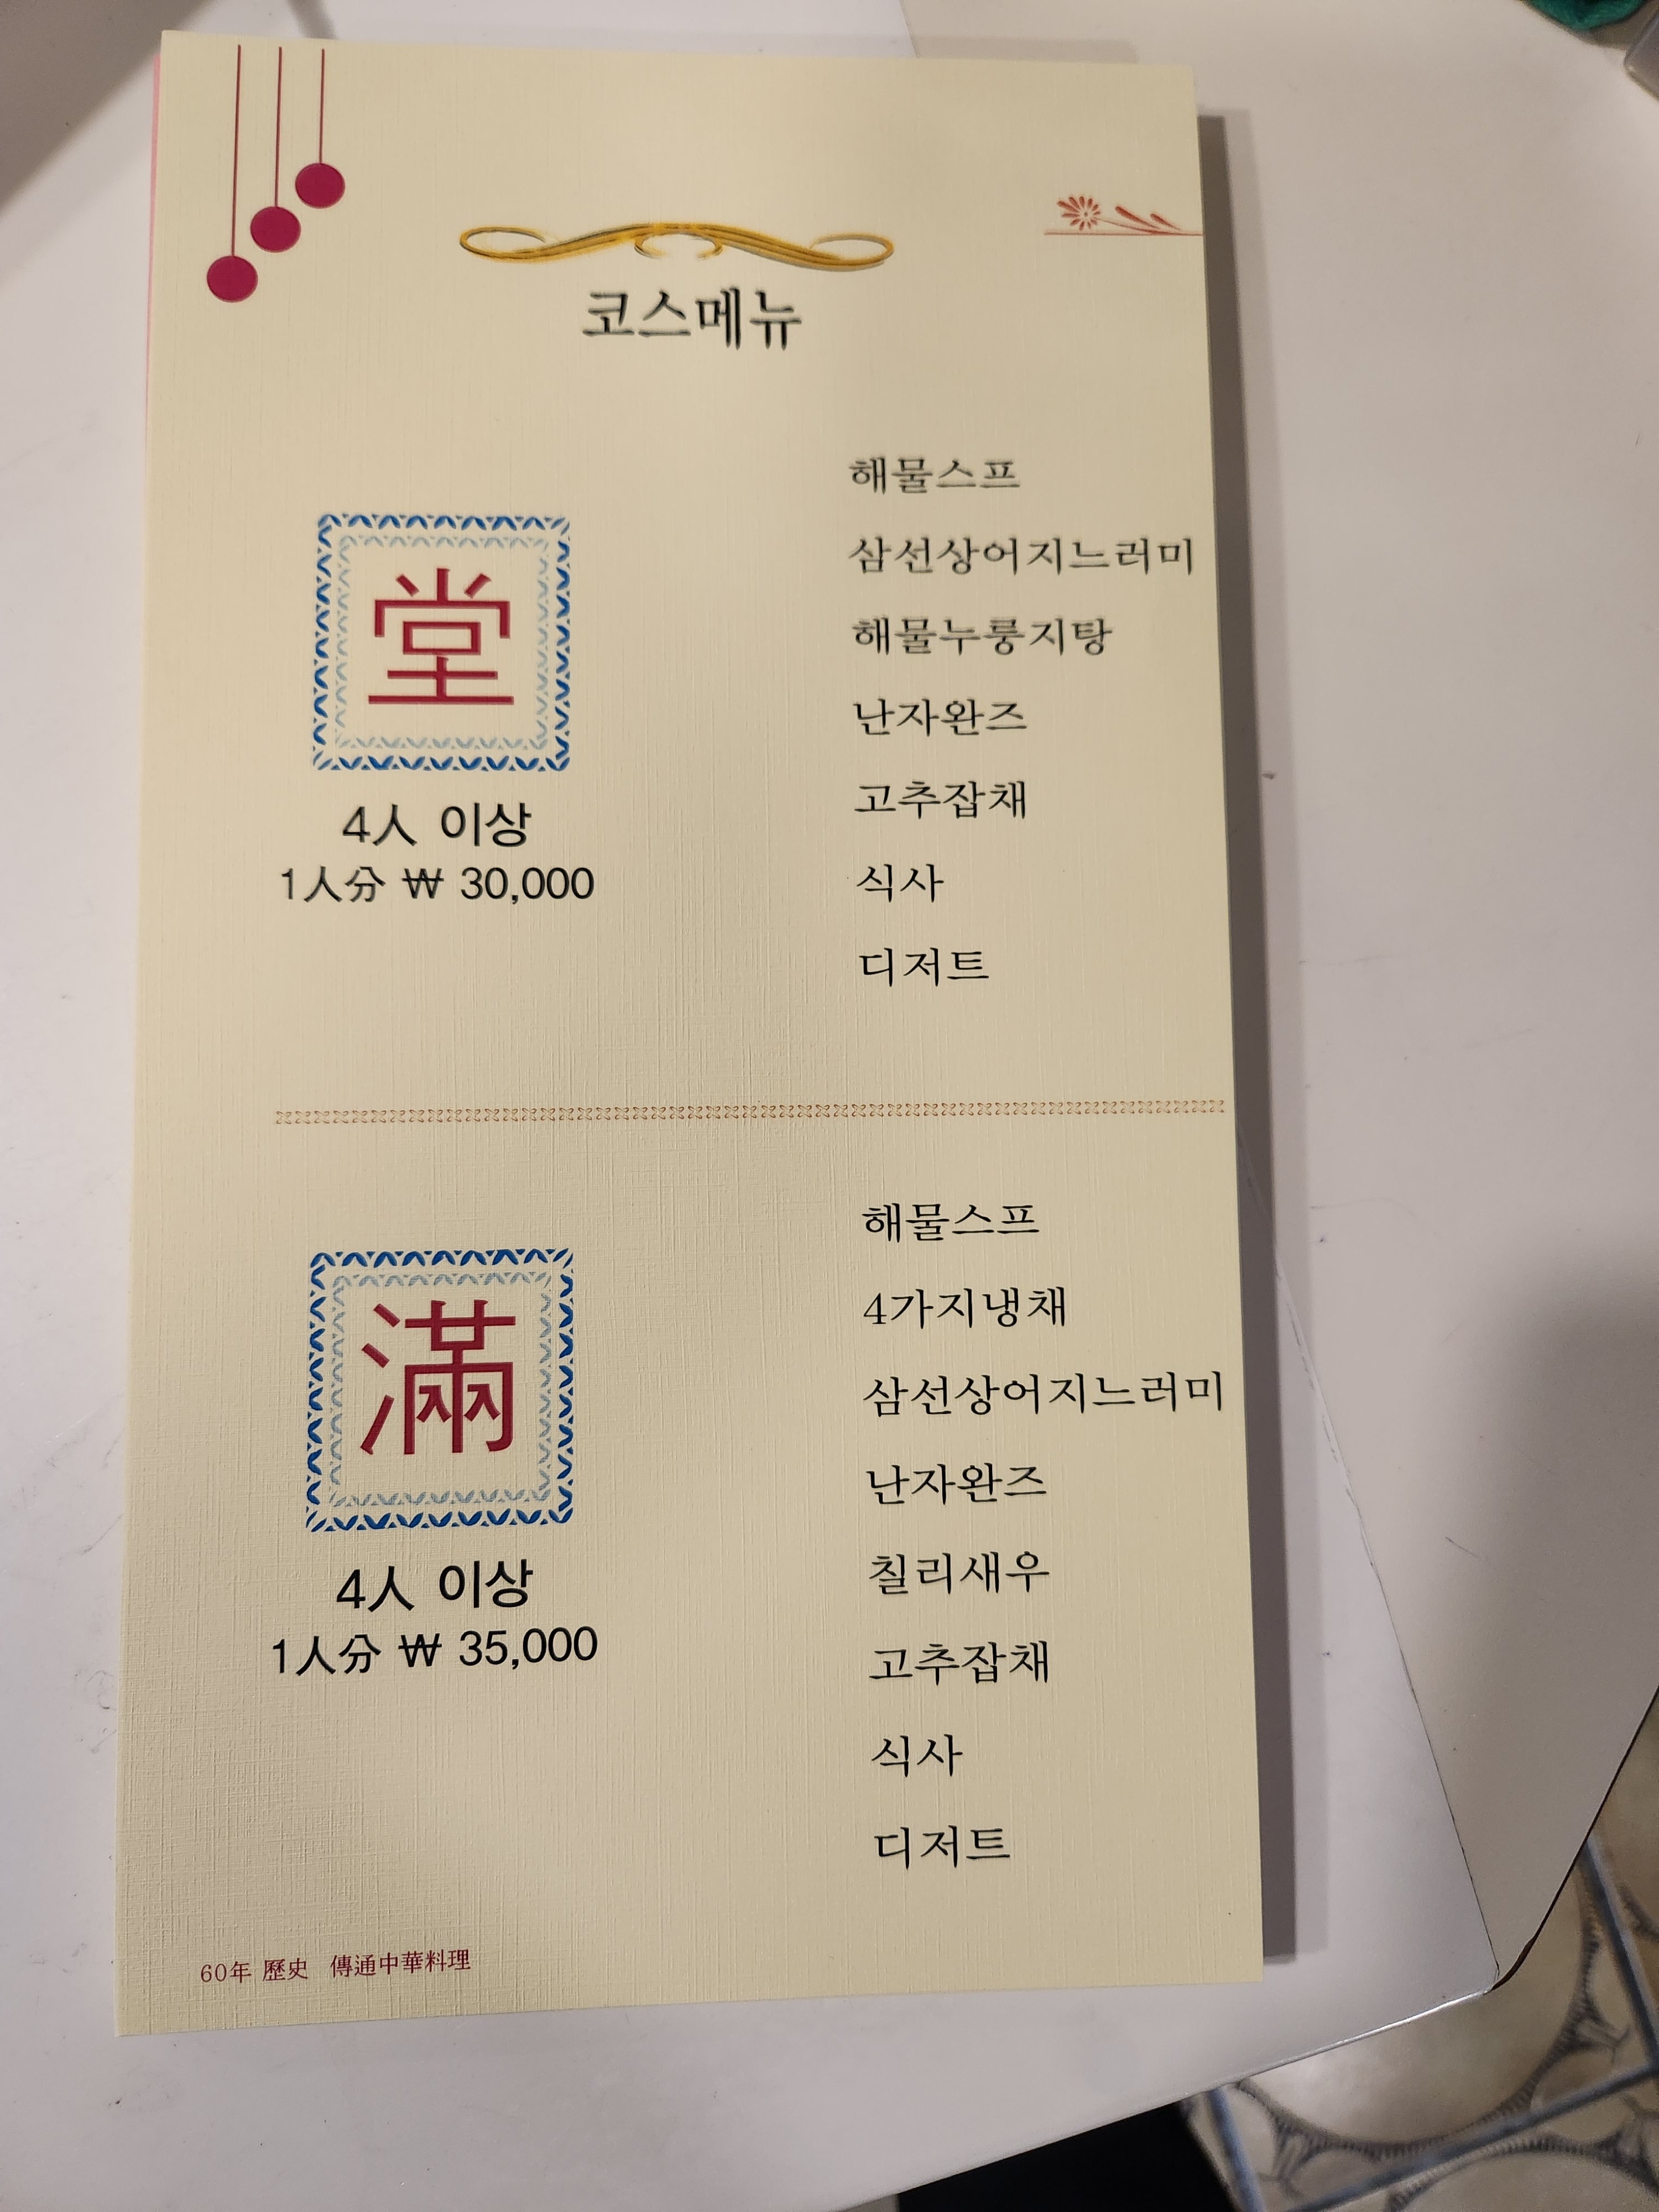 코스메뉴
堂
4人 이상
1人分 ₩ 30,000
해물스프
삼선상어지느러미
해물누룽지탕
난자완즈
고추잡채
식사
디저트
滿
4人 이상
1人分 ₩ 35,000
해물스프
4가지냉채
삼선상어지느러미
난자완즈
칠리새우
고추잡채
식사
디저트
60年 歷史 傳通中華料理